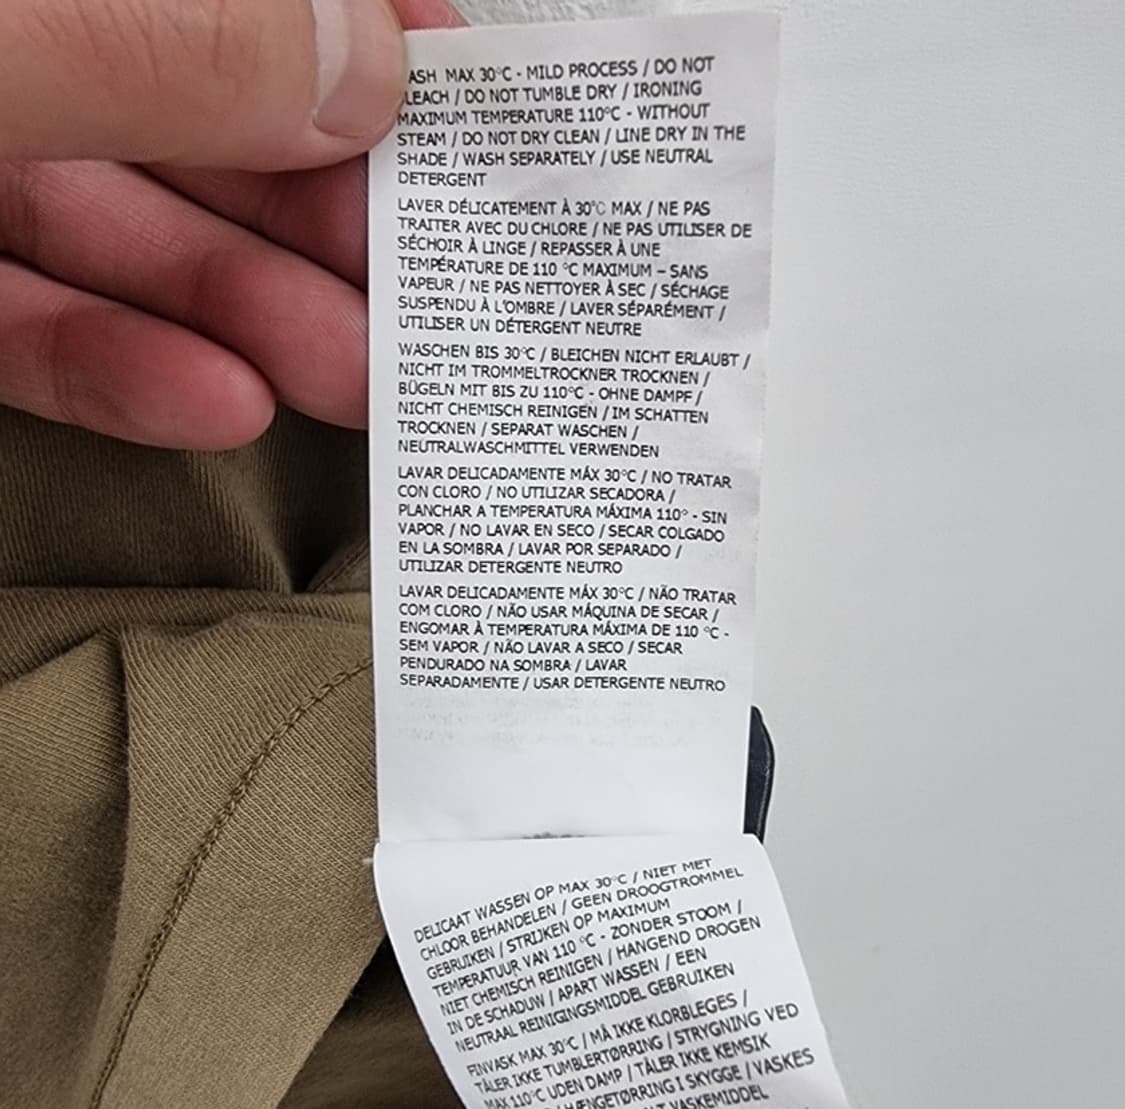 ASH MAX 30°C - MILD PROCESS / DO NOT
LEACH / DO NOT TUMBLE DRY / IRONING
MAXIMUM TEMPERATURE 110°C - WITHOUT
STEAM / DO NOT DRY CLEAN / LINE DRY IN THE
SHADE / WASH SEPARATELY / USE NEUTRAL
DETERGENT
LAVER DÉLICATEMENT À 30°C MAX / NE PAS
TRAITER AVEC DU CHLORE / NE PAS UTILISER DE
SÉCHOIR À LINGE / REPASSER À UNE
TEMPÉRATURE DE 110 °C MAXIMUM – SANS
VAPEUR / NE PAS NETTOYER À SEC / SÉCHAGE
SUSPENDU À L'OMBRE / LAVER SÉPARÉMENT /
UTILISER UN DÉTERGENT NEUTRE
WASCHEN BIS 30°C / BLEICHEN NICHT ERLAUBT /
NICHT IM TROMMELTROCKNER TROCKNEN /
BÜGELN MIT BIS ZU 110°C - OHNE DAMPF /
NICHT CHEMISCH REINIGEN / IM SCHATTEN
TROCKNEN / SEPARAT WASCHEN /
NEUTRALWASCHMITTEL VERWENDEN
LAVAR DELICADAMENTE MÁX 30°C / NO TRATAR
CON CLORO / NO UTILIZAR SECADORA /
PLANCHAR A TEMPERATURA MÁXIMA 110° - SIN
VAPOR / NO LAVAR EN SECO / SECAR COLGADO
EN LA SOMBRA / LAVAR POR SEPARADO /
UTILIZAR DETERGENTE NEUTRO
LAVAR DELICADAMENTE MÁX 30°C / NÃO TRATAR
COM CLORO / NÃO USAR MÁQUINA DE SECAR /
ENGOMAR À TEMPERATURA MÁXIMA DE 110 °C -
SEM VAPOR / NÃO LAVAR A SECO / SECAR
PENDURADO NA SOMBRA / LAVAR
SEPARADAMENTE / USAR DETERGENTE NEUTRO
DELICAAT WASSEN OP MAX 30°C / NIET MET
CHLOOR BEHANDELEN / GEEN DROOGTROMMEL
GEBRUIKEN / STRIJKEN OP MAXIMUM
TEMPERATUUR VAN 110 °C - ZONDER STOOM /
NIET CHEMISCH REINIGEN / HANGEND DROGEN
IN DE SCHADUW / APART WASSEN / EEN
NEUTRAAL REINIGINGSMIDDEL GEBRUIKEN
FINVASK MAX 30°C / MÅ IKKE KLORBLEGES /
TÅLER IKKE TUMBLERTØRRING / STRYGNING VED
MAX 110°C UDEN DAMP / TÅLER IKKE KEMSIK
/ HÆNGETØRRING I SKYGGE / VASKES
VASKEMIDDEL